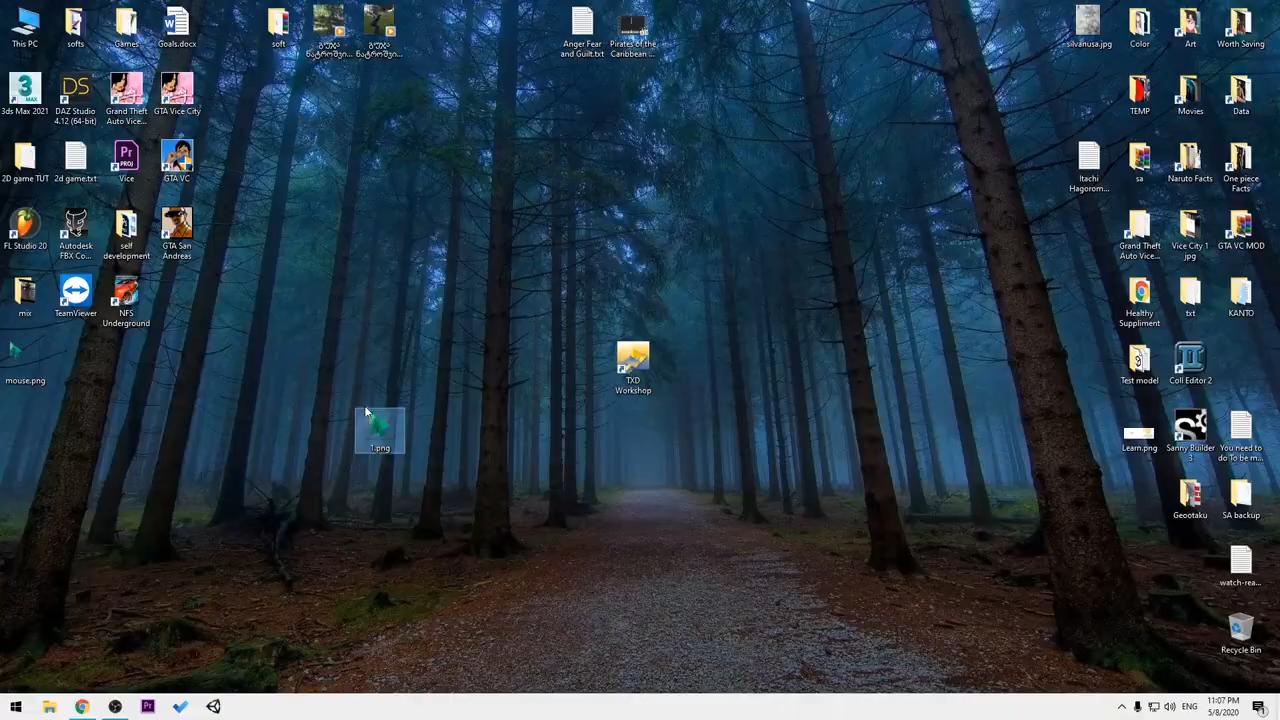 This PC
softs
Games
Goals.docx
soft
გუჯა
ნატროშვი...
გუჯა
ნატროშვი...
Anger Fear
and Guilt.txt
Pirates of the
Caribbean ...
silvanusa.jpg
Color
Art
Worth Saving
3ds Max 2021
DAZ Studio
4.12 (64-bit)
Grand Theft
Auto Vice...
GTA Vice City
TEMP
Movies
Data
2D game TUT
2d game.txt
Vice
GTA VC
Itachi
Hagorom...
sa
Naruto Facts
One piece
Facts
FL Studio 20
Autodesk
FBX Co...
self
development
GTA San
Andreas
Grand Theft
Auto Vice...
Vice City 1
jpg
GTA VC MOD
mix
TeamViewer
NFS
Underground
Healthy
Suppliment
txt
KANTO
mouse.png
TXD
Workshop
Test model
Coll Editor 2
1.png
Learn.png
Sanny Builder
3
You need to
do To be m...
Geootaku
SA backup
watch-rea...
Recycle Bin
ENG
11:07 PM
5/8/2020